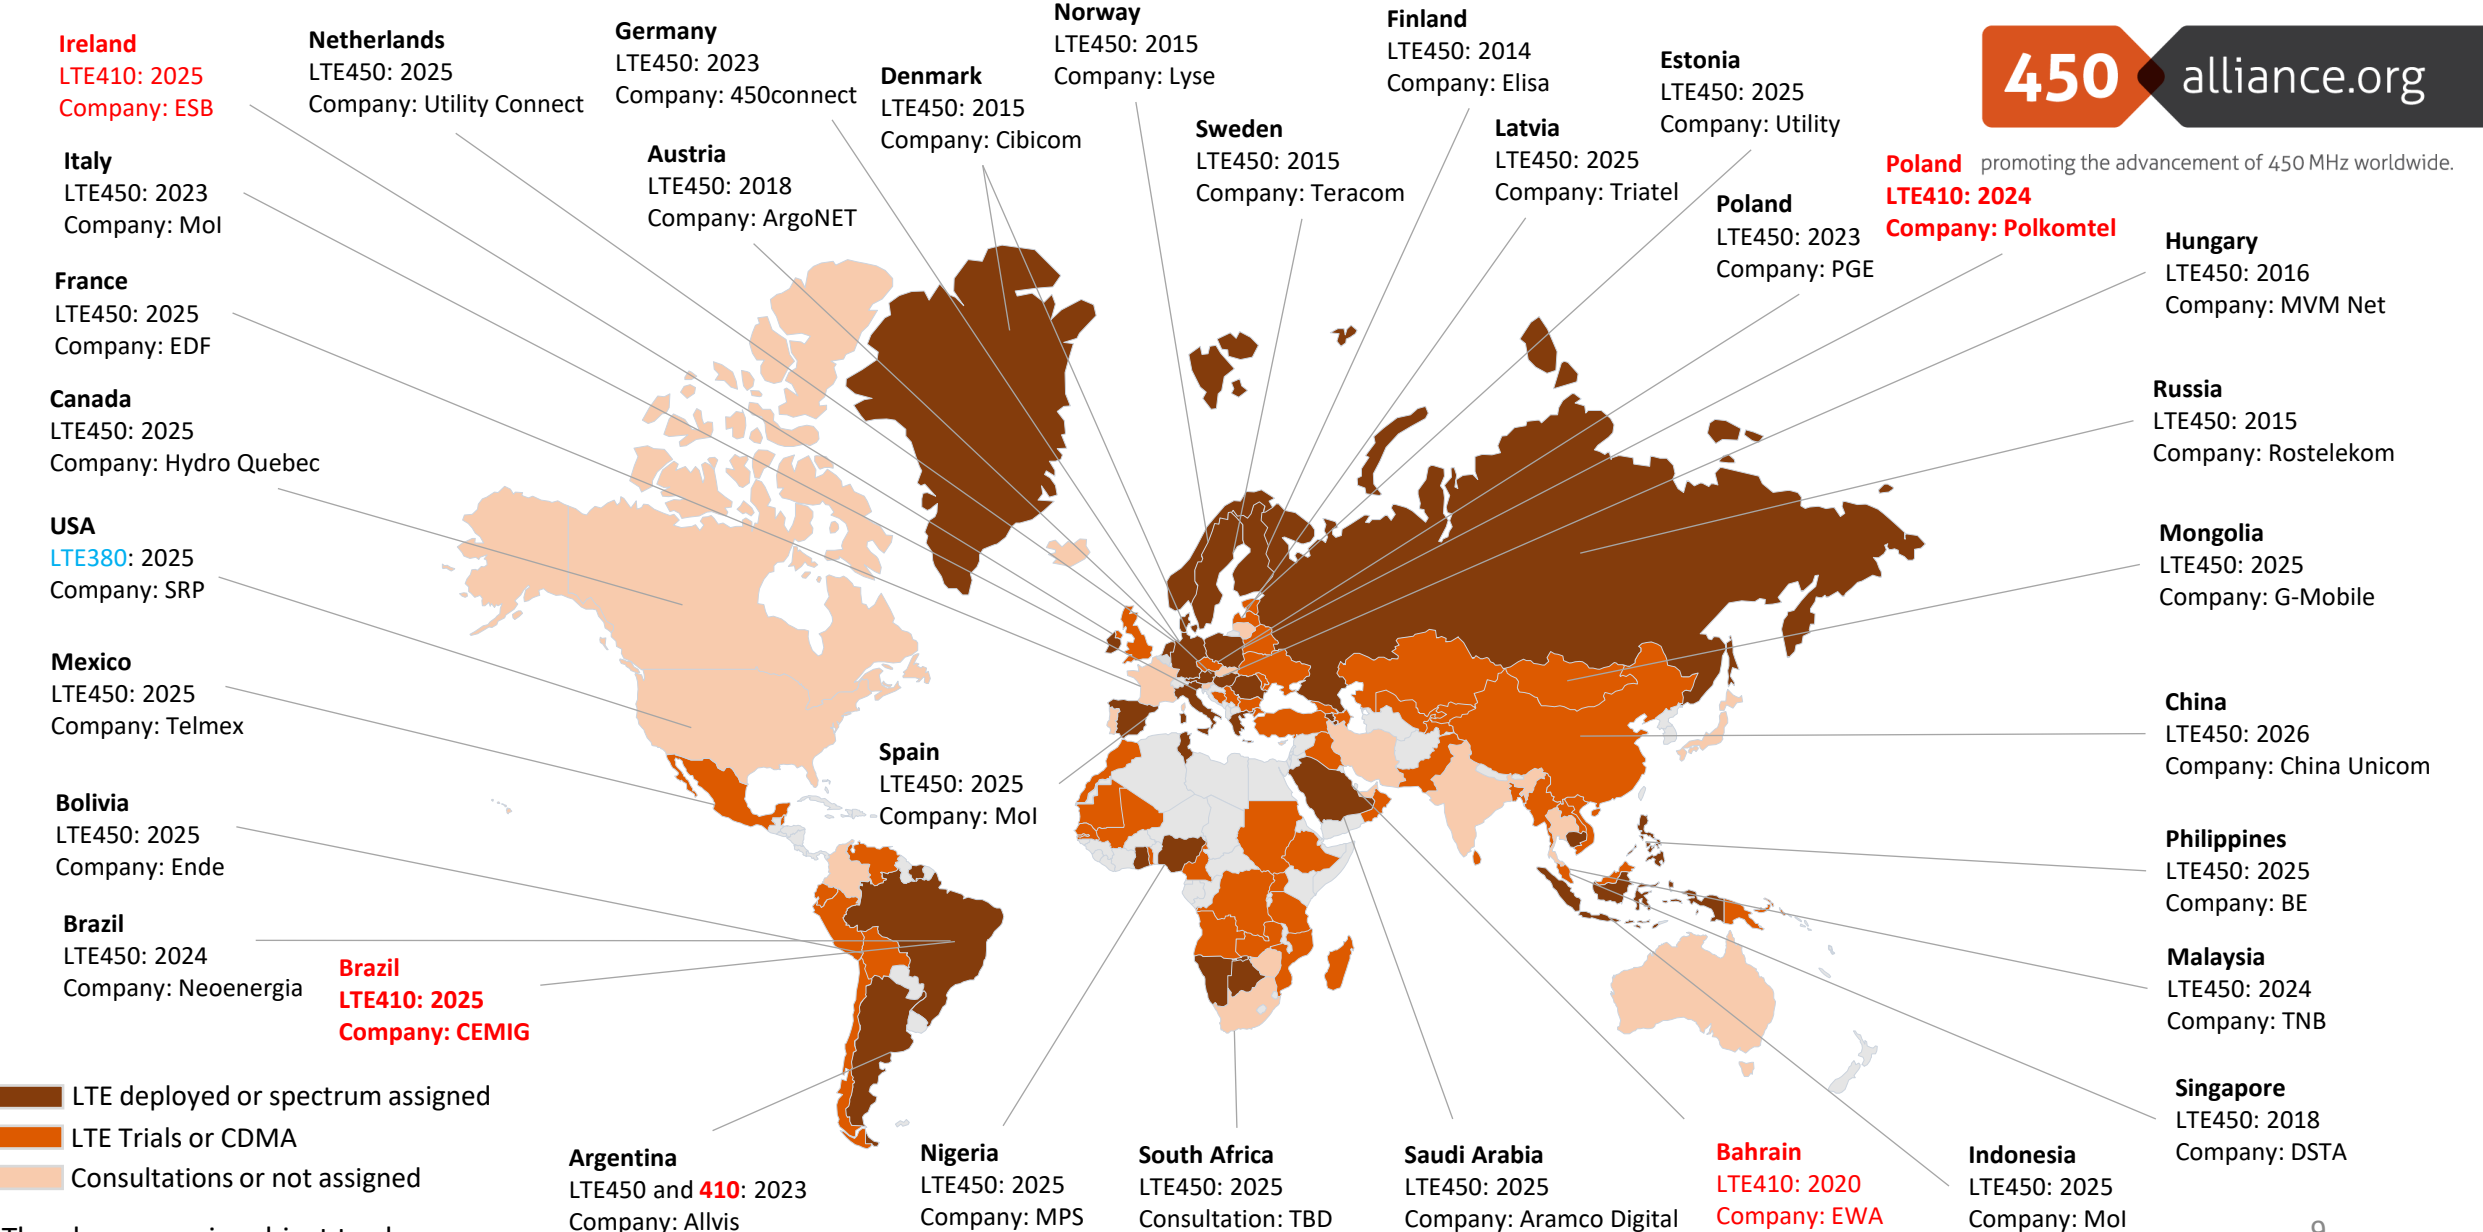 Ireland
LTE410: 2025
Company: ESB
Netherlands
LTE450: 2025
Company: Utility Connect
Germany
LTE450: 2023
Company: 450connect
Denmark
LTE450: 2015
Company: Cibicom
Norway
LTE450: 2015
Company: Lyse
Finland
LTE450: 2014
Company: Elisa
Estonia
LTE450: 2025
Company: Utility
450 alliance.org
promoting the advancement of 450 MHz worldwide.
Italy
LTE450: 2023
Company: MoI
Austria
LTE450: 2018
Company: ArgoNET
Sweden
LTE450: 2015
Company: Teracom
Latvia
LTE450: 2025
Company: Triatel
Poland
LTE450: 2023
Company: PGE
Poland
LTE410: 2024
Company: Polkomtel
Hungary
LTE450: 2016
Company: MVM Net
France
LTE450: 2025
Company: EDF
Canada
LTE450: 2025
Company: Hydro Quebec
Russia
LTE450: 2015
Company: Rostelekom
USA
LTE380: 2025
Company: SRP
Mongolia
LTE450: 2025
Company: G-Mobile
Mexico
LTE450: 2025
Company: Telmex
China
LTE450: 2026
Company: China Unicom
Spain
LTE450: 2025
Company: MoI
Bolivia
LTE450: 2025
Company: Ende
Philippines
LTE450: 2025
Company: BE
Brazil
LTE450: 2024
Company: Neoenergia
Brazil
LTE410: 2025
Company: CEMIG
Malaysia
LTE450: 2024
Company: TNB
Singapore
LTE450: 2018
Company: DSTA
LTE deployed or spectrum assigned
LTE Trials or CDMA
Consultations or not assigned
Argentina
LTE450 and 410: 2023
Company: Allvis
Nigeria
LTE450: 2025
Company: MPS
South Africa
LTE450: 2025
Consultation: TBD
Saudi Arabia
LTE450: 2025
Company: Aramco Digital
Bahrain
LTE410: 2020
Company: EWA
Indonesia
LTE450: 2025
Company: MoI